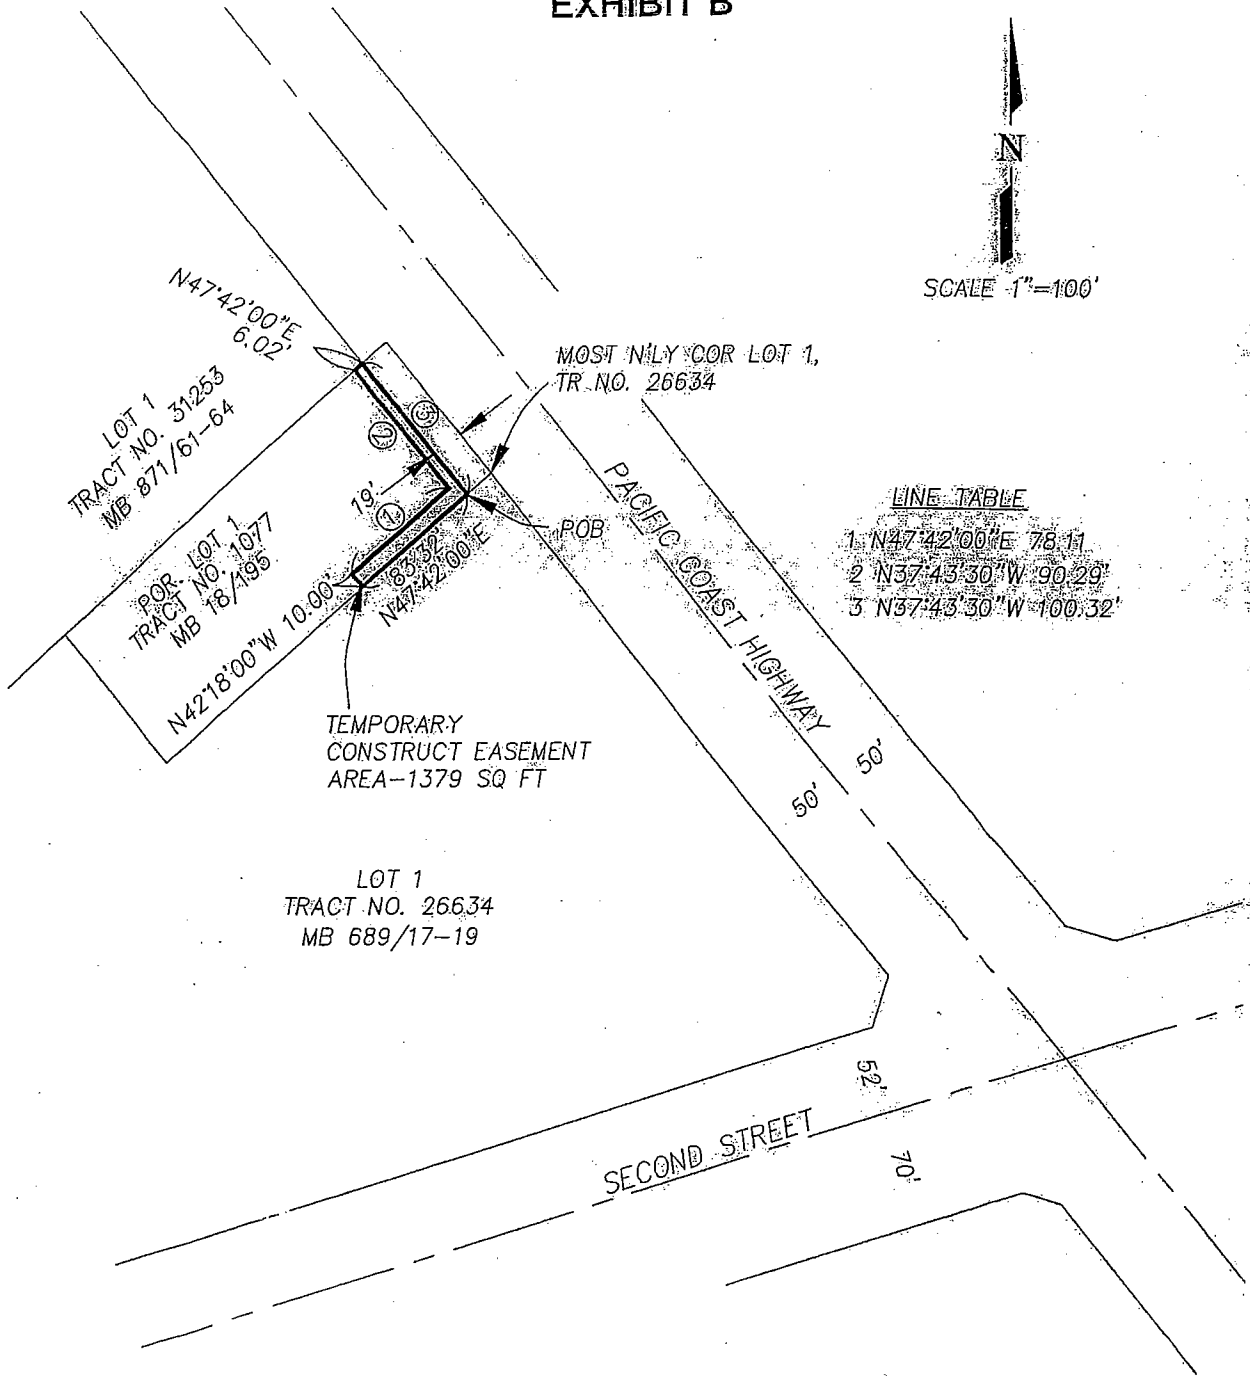 EXHIBIT B
N
SCALE 1"=100'
N47°42'00"E
6.02'
MOST N'LY COR LOT 1,
TR NO. 26634
LOT 1
TRACT NO. 31253
MB 871/61-64
3
2
19'
1
POB
83.32'
N47°42'00"E
POR. LOT 1
TRACT NO. 1077
MB 18/195
N42°18'00"W 10.00'
PACIFIC COAST HIGHWAY
LINE TABLE
1 N47°42'00"E 78.11
2 N37°43'30"W 90.29'
3 N37°43'30"W 100.32'
TEMPORARY
CONSTRUCT EASEMENT
AREA-1379 SQ FT
50'
50'
LOT 1
TRACT NO. 26634
MB 689/17-19
52'
SECOND STREET
70'